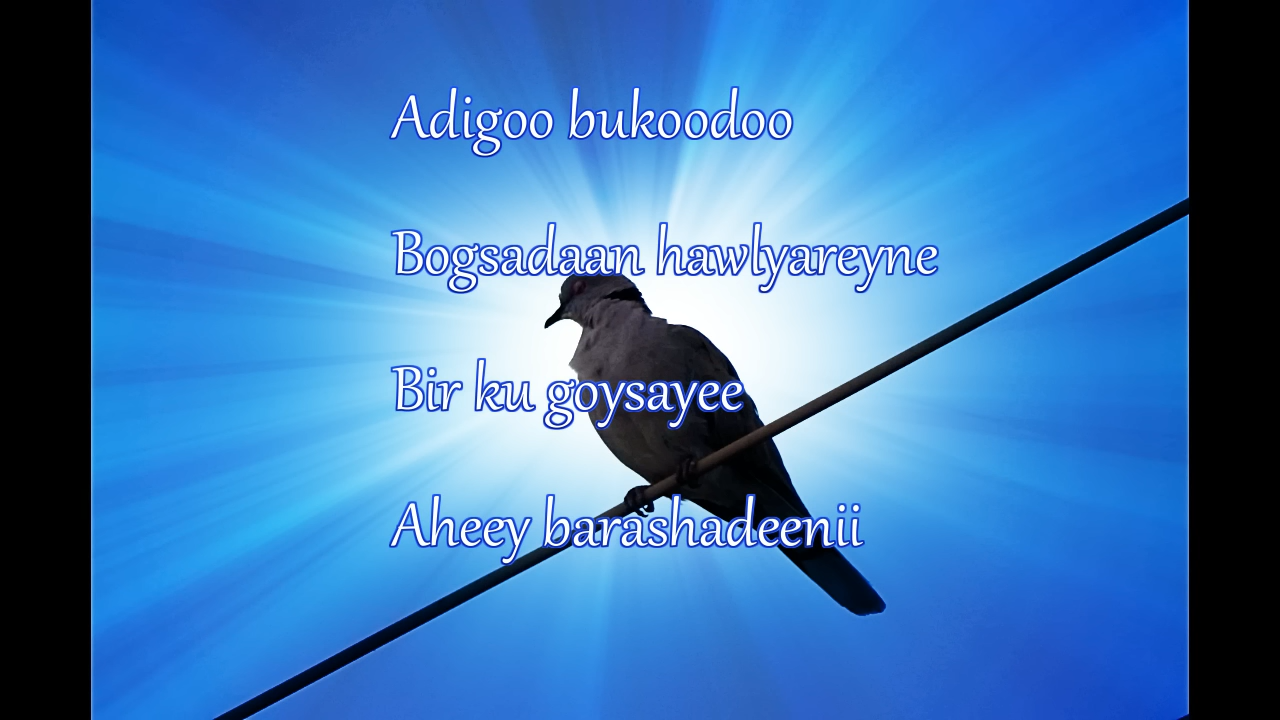 Adigoo bukoodoo
Bogsadaan hawlyareyne
Bir ku goysayee
Aheey barashadeenii